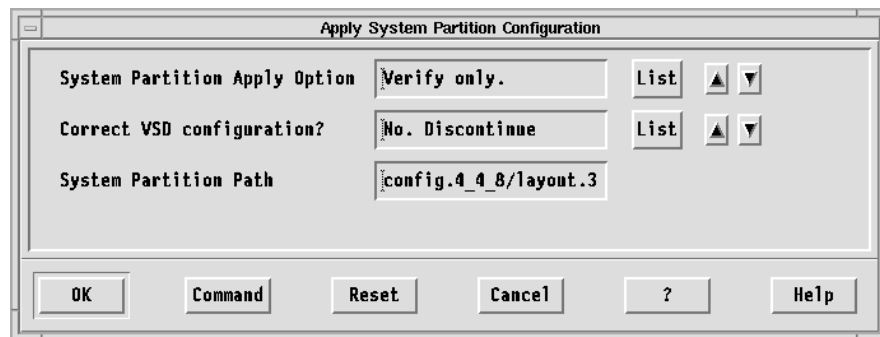 Apply System Partition Configuration
System Partition Apply Option Verify only. List
Correct VSD configuration? No. Discontinue List
System Partition Path config.4_4_8/layout.3
OK Command Reset Cancel ? Help